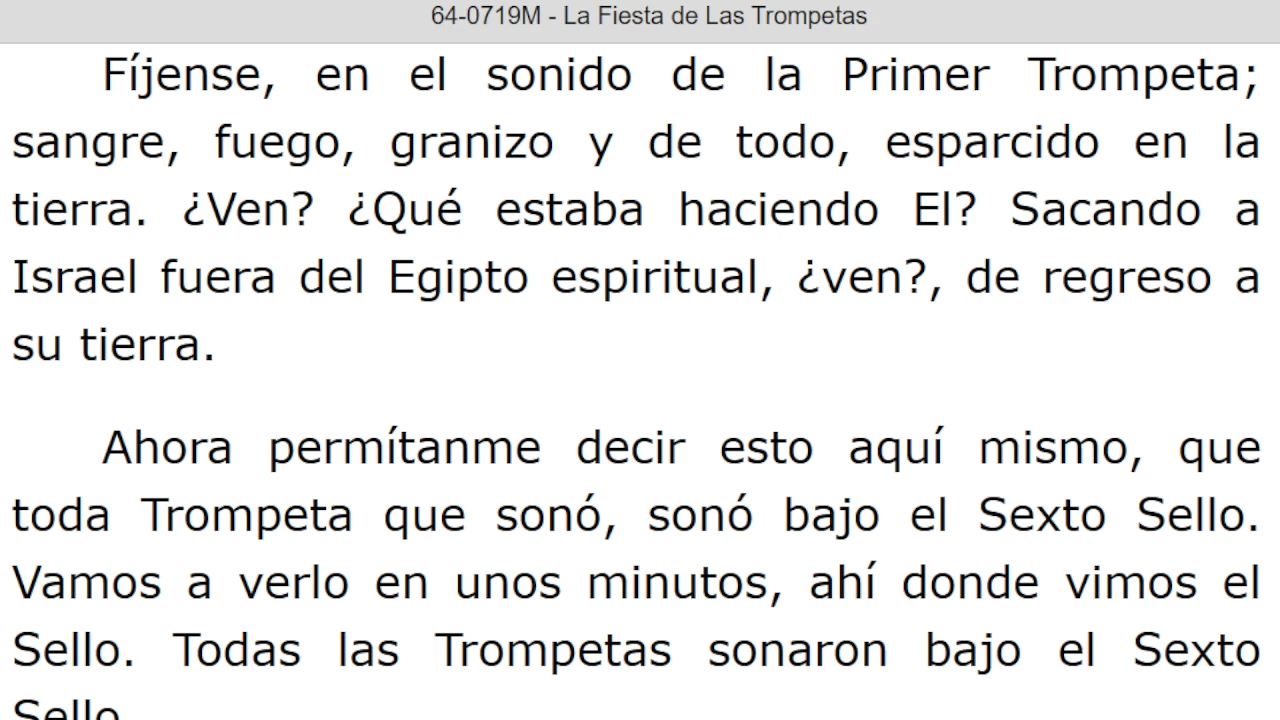 64-0719M - La Fiesta de Las Trompetas
Fíjense, en el sonido de la Primer Trompeta;
sangre, fuego, granizo y de todo, esparcido en la
tierra. ¿Ven? ¿Qué estaba haciendo El? Sacando a
Israel fuera del Egipto espiritual, ¿ven?, de regreso a
su tierra.
Ahora permítanme decir esto aquí mismo, que
toda Trompeta que sonó, sonó bajo el Sexto Sello.
Vamos a verlo en unos minutos, ahí donde vimos el
Sello. Todas las Trompetas sonaron bajo el Sexto
Sello.